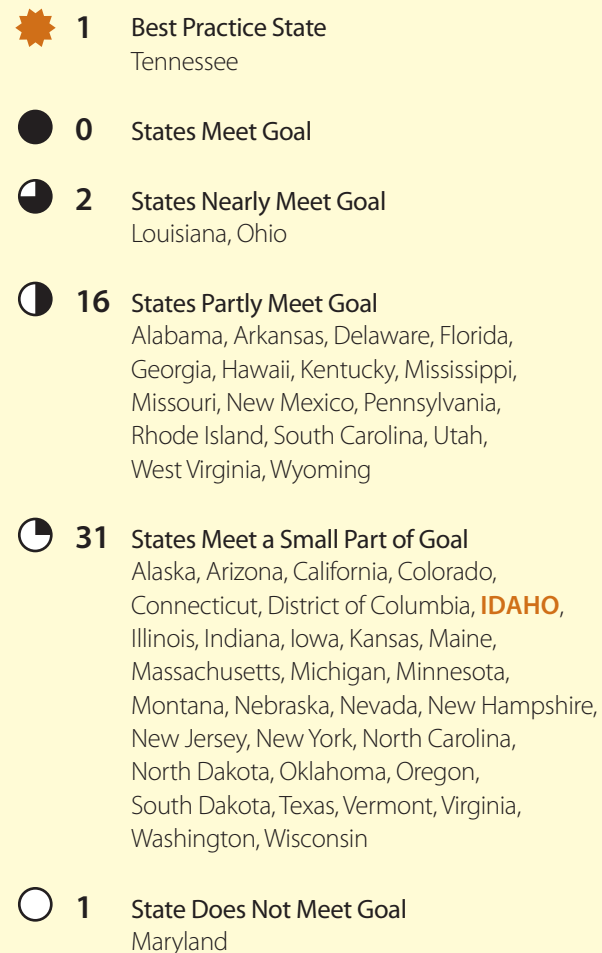 1 Best Practice State
Tennessee
0 States Meet Goal
2 States Nearly Meet Goal
Louisiana, Ohio
16 States Partly Meet Goal
Alabama, Arkansas, Delaware, Florida,
Georgia, Hawaii, Kentucky, Mississippi,
Missouri, New Mexico, Pennsylvania,
Rhode Island, South Carolina, Utah,
West Virginia, Wyoming
31 States Meet a Small Part of Goal
Alaska, Arizona, California, Colorado,
Connecticut, District of Columbia, IDAHO,
Illinois, Indiana, Iowa, Kansas, Maine,
Massachusetts, Michigan, Minnesota,
Montana, Nebraska, Nevada, New Hampshire,
New Jersey, New York, North Carolina,
North Dakota, Oklahoma, Oregon,
South Dakota, Texas, Vermont, Virginia,
Washington, Wisconsin
1 State Does Not Meet Goal
Maryland